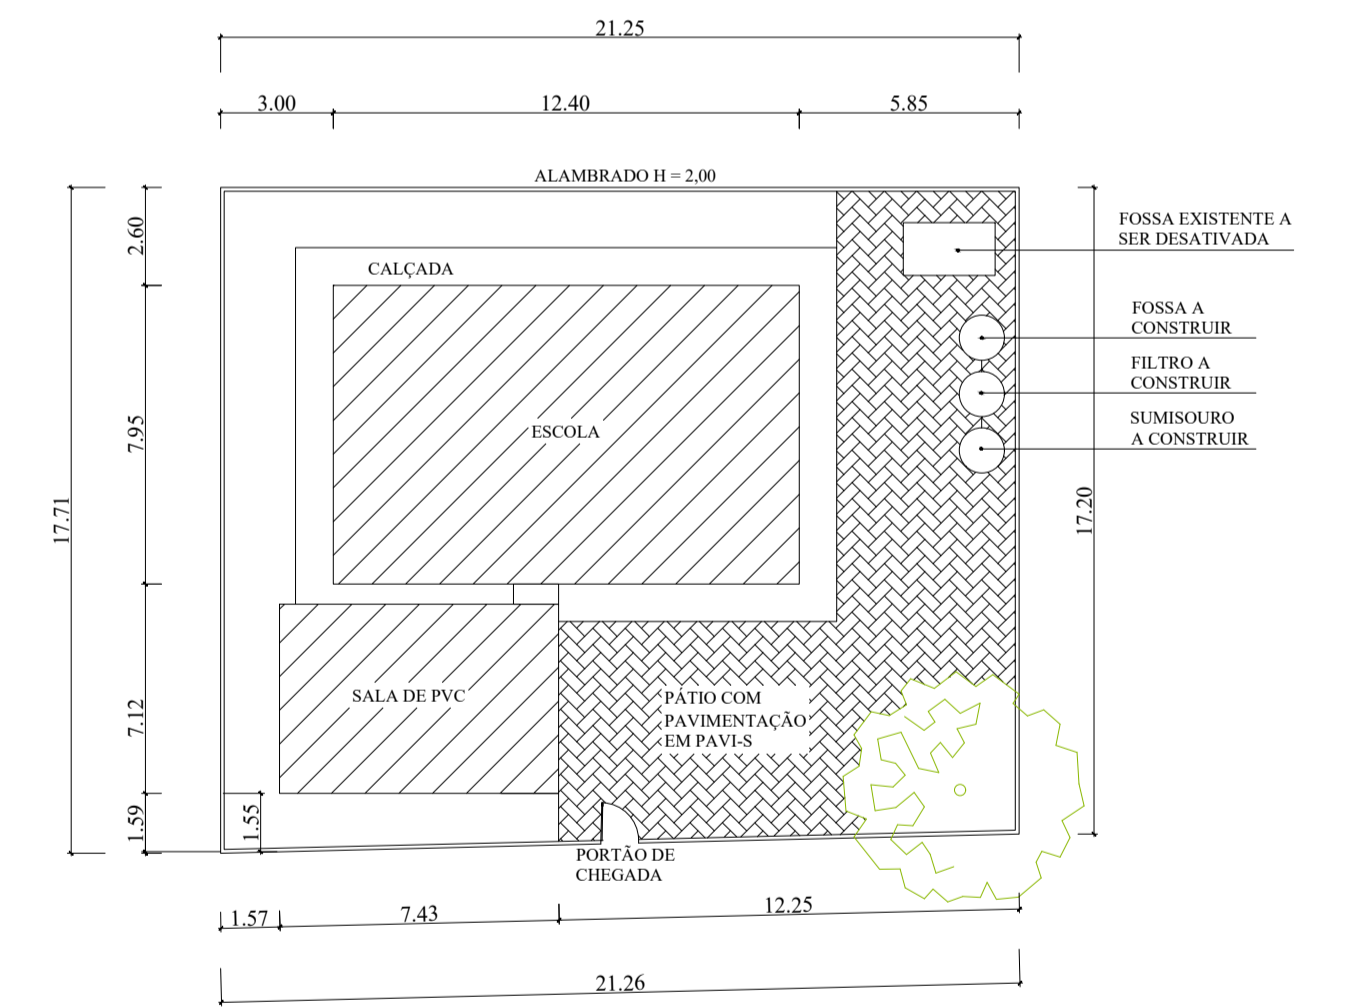 21.25
3.00
12.40
5.85
ALAMBRADO H = 2,00
2.60
FOSSA EXISTENTE A
SER DESATIVADA
CALÇADA
FOSSA A
CONSTRUIR
FILTRO A
CONSTRUIR
SUMISOURO
A CONSTRUIR
7.95
ESCOLA
17.71
17.20
SALA DE PVC
PÁTIO COM
PAVIMENTAÇÃO
EM PAVI-S
7.12
1.59
1.55
PORTÃO DE
CHEGADA
1.57
7.43
12.25
21.26